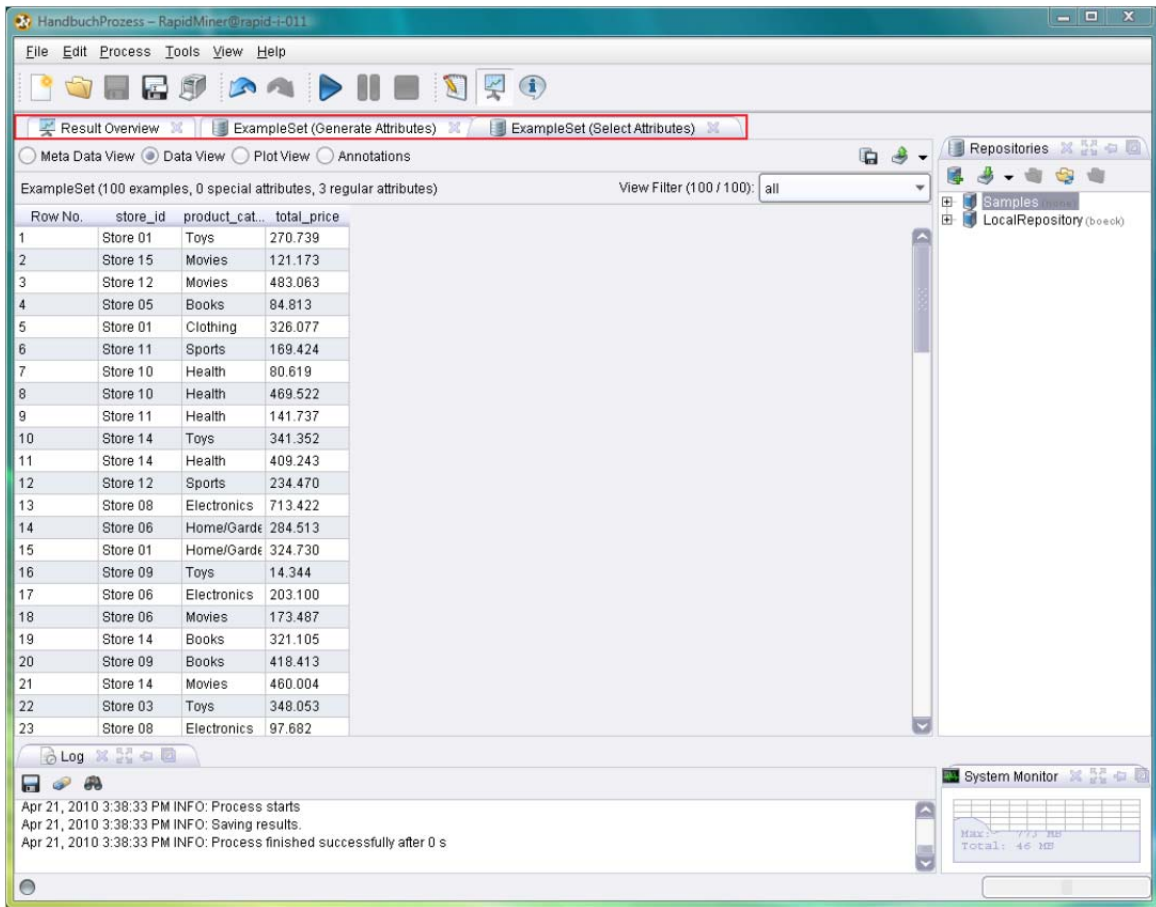 HandbuchProzess – RapidMiner@rapid-i-011
File Edit Process Tools View Help
Result Overview ExampleSet (Generate Attributes) ExampleSet (Select Attributes)
Meta Data View Data View Plot View Annotations
ExampleSet (100 examples, 0 special attributes, 3 regular attributes) View Filter (100 / 100): all
Row No. store_id product_cat... total_price
1 Store 01 Toys 270.739
2 Store 15 Movies 121.173
3 Store 12 Movies 483.063
4 Store 05 Books 84.813
5 Store 01 Clothing 326.077
6 Store 11 Sports 169.424
7 Store 10 Health 80.619
8 Store 10 Health 469.522
9 Store 11 Health 141.737
10 Store 14 Toys 341.352
11 Store 14 Health 409.243
12 Store 12 Sports 234.470
13 Store 08 Electronics 713.422
14 Store 06 Home/Garde 284.513
15 Store 01 Home/Garde 324.730
16 Store 09 Toys 14.344
17 Store 06 Electronics 203.100
18 Store 06 Movies 173.487
19 Store 14 Books 321.105
20 Store 09 Books 418.413
21 Store 14 Movies 460.004
22 Store 03 Toys 348.053
23 Store 08 Electronics 97.682
Repositories
Samples (none)
LocalRepository (boeck)
Log
Apr 21, 2010 3:38:33 PM INFO: Process starts
Apr 21, 2010 3:38:33 PM INFO: Saving results.
Apr 21, 2010 3:38:33 PM INFO: Process finished successfully after 0 s
System Monitor
Max: 773 MB
Total: 46 MB